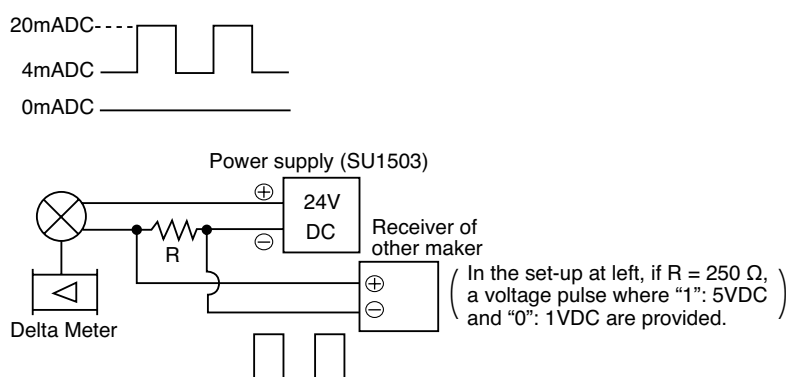 20mADC
4mADC
0mADC
Power supply (SU1503)
⊕
24V
DC
⊖
R
Receiver of
other maker
⊕
⊖
Delta Meter
In the set-up at left, if R = 250 Ω,
a voltage pulse where “1”: 5VDC
and “0”: 1VDC are provided.